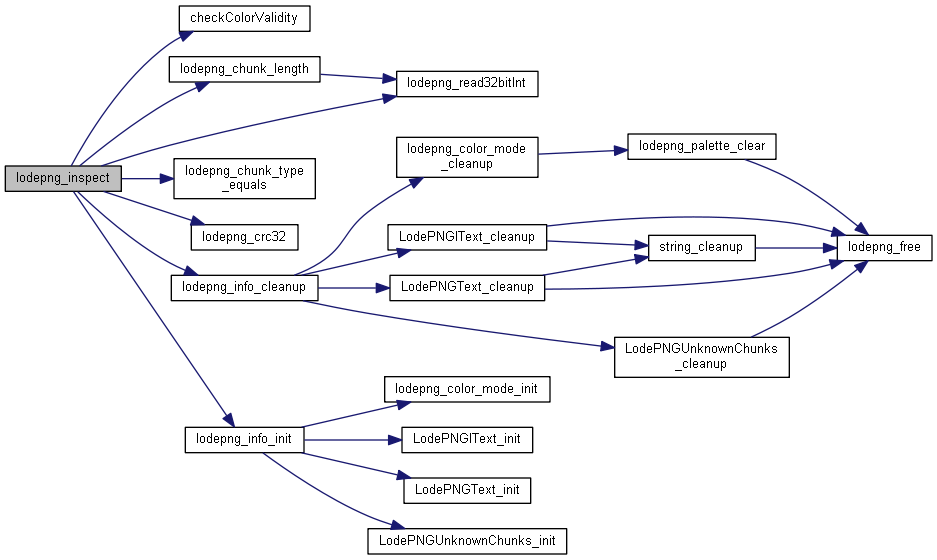 checkColorValidity
lodepng_chunk_length
lodepng_read32bitInt
lodepng_color_mode
_cleanup
lodepng_palette_clear
lodepng_inspect
lodepng_chunk_type
_equals
lodepng_crc32
LodePNGIText_cleanup
string_cleanup
lodepng_free
lodepng_info_cleanup
LodePNGText_cleanup
LodePNGUnknownChunks
_cleanup
lodepng_color_mode_init
lodepng_info_init
LodePNGIText_init
LodePNGText_init
LodePNGUnknownChunks_init